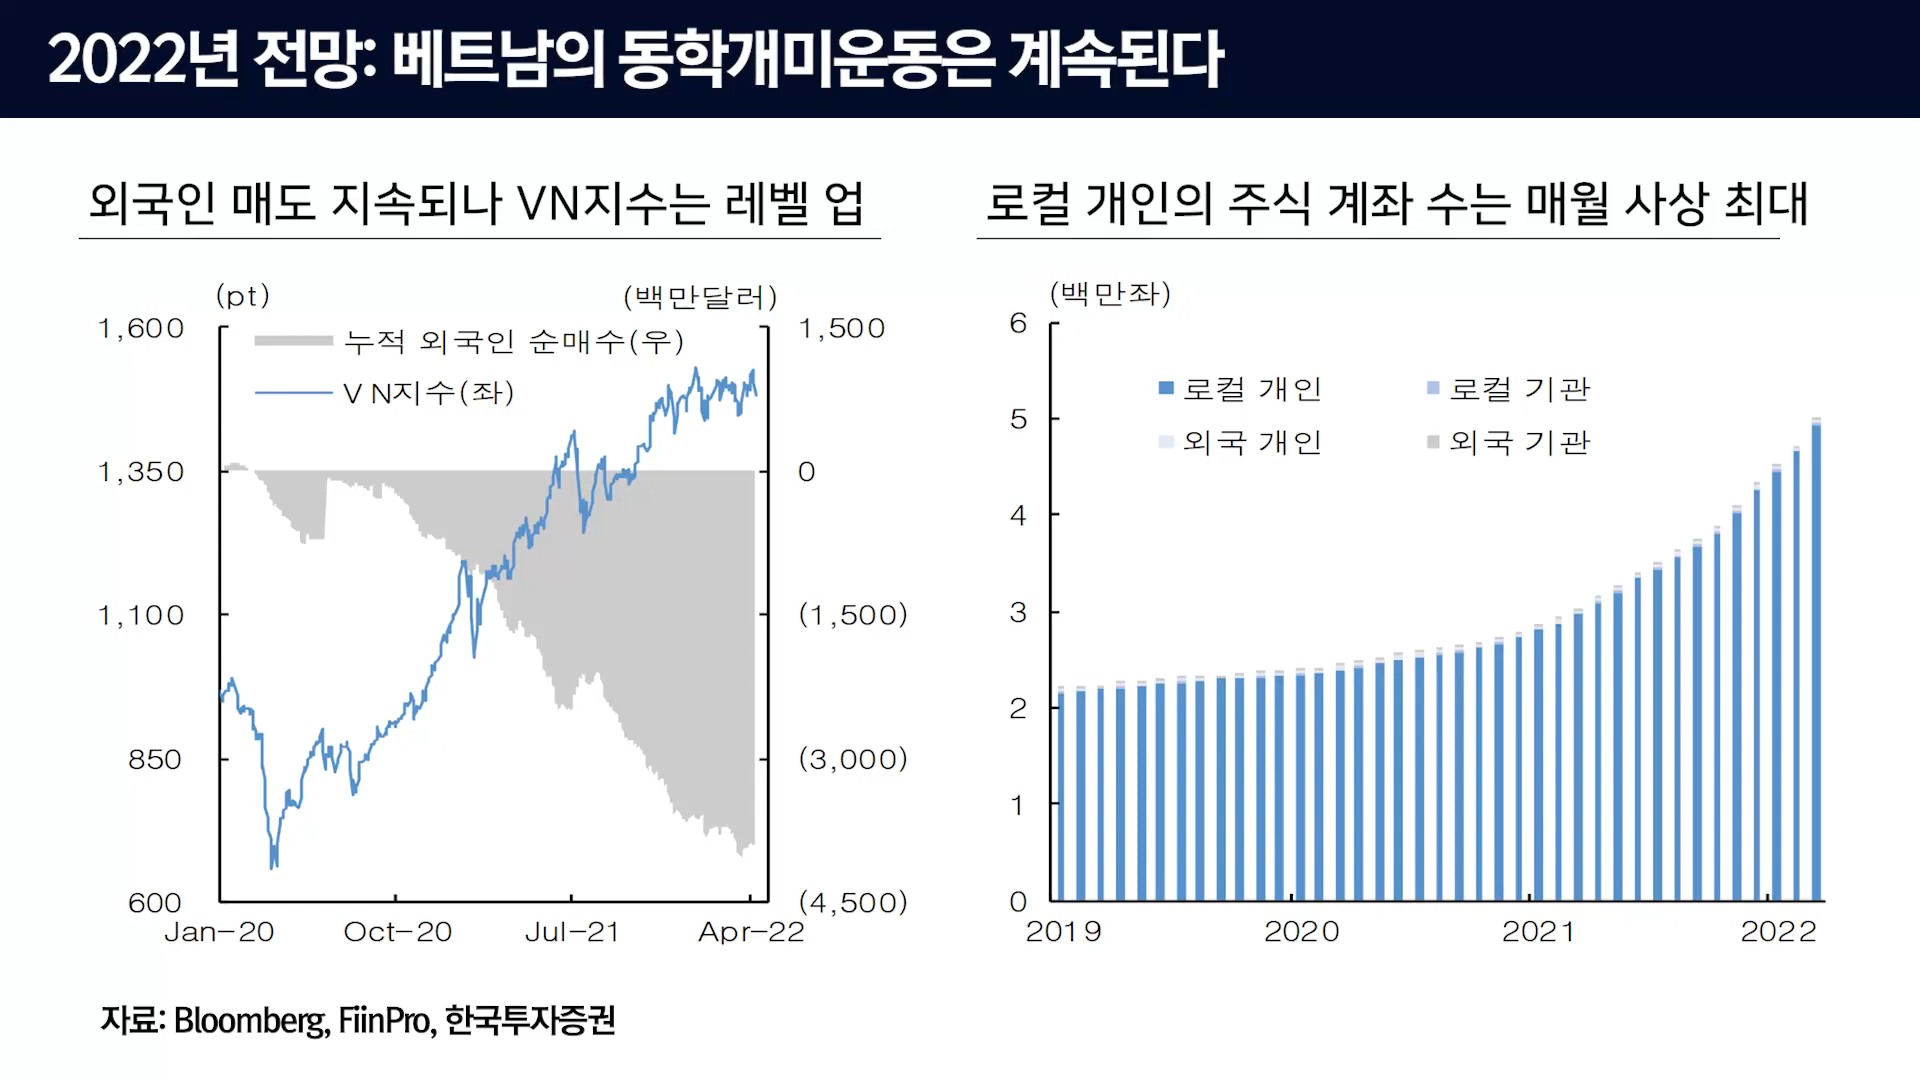 2022년 전망: 베트남의 동학개미운동은 계속된다
외국인 매도 지속되나 VN지수는 레벨 업
(pt)
(백만달러)
누적 외국인 순매수(우)
VN지수(좌)
1,600
1,350
1,100
850
600
1,500
0
(1,500)
(3,000)
(4,500)
Jan-20
Oct-20
Jul-21
Apr-22
로컬 개인의 주식 계좌 수는 매월 사상 최대
(백만좌)
로컬 개인
로컬 기관
외국 개인
외국 기관
6
5
4
3
2
1
0
2019
2020
2021
2022
자료: Bloomberg, FiinPro, 한국투자증권